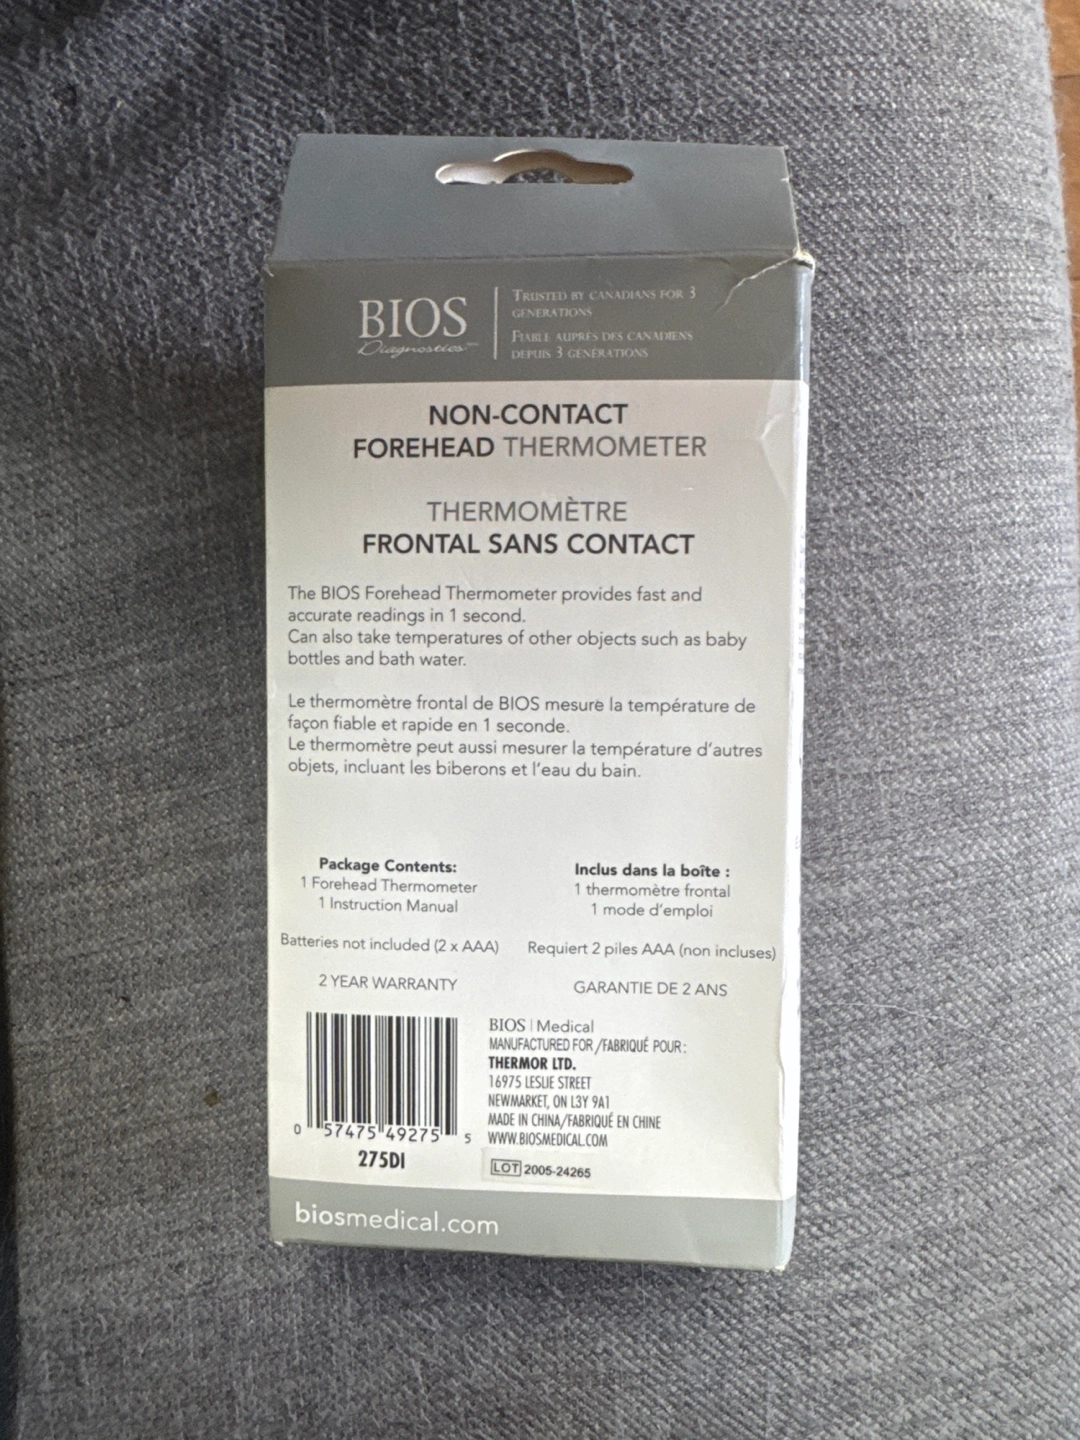 BIOS
Diagnostics
TRUSTED BY CANADIANS FOR 3
GENERATIONS
FIABLE AUPRÈS DES CANADIENS
DEPUIS 3 GÉNÉRATIONS
NON-CONTACT
FOREHEAD THERMOMETER
THERMOMÈTRE
FRONTAL SANS CONTACT
The BIOS Forehead Thermometer provides fast and
accurate readings in 1 second.
Can also take temperatures of other objects such as baby
bottles and bath water.
Le thermomètre frontal de BIOS mesure la température de
façon fiable et rapide en 1 seconde.
Le thermomètre peut aussi mesurer la température d'autres
objets, incluant les biberons et l'eau du bain.
Package Contents:
1 Forehead Thermometer
1 Instruction Manual
Batteries not included (2 x AAA)
2 YEAR WARRANTY
Inclus dans la boîte :
1 thermomètre frontal
1 mode d'emploi
Requiert 2 piles AAA (non incluses)
GARANTIE DE 2 ANS
0 57475 49275 5
275DI
BIOS | Medical
MANUFACTURED FOR /FABRIQUÉ POUR :
THERMOR LTD.
16975 LESLIE STREET
NEWMARKET, ON L3Y 9A1
MADE IN CHINA/FABRIQUÉ EN CHINE
WWW.BIOSMEDICAL.COM
LOT 2005-24265
biosmedical.com